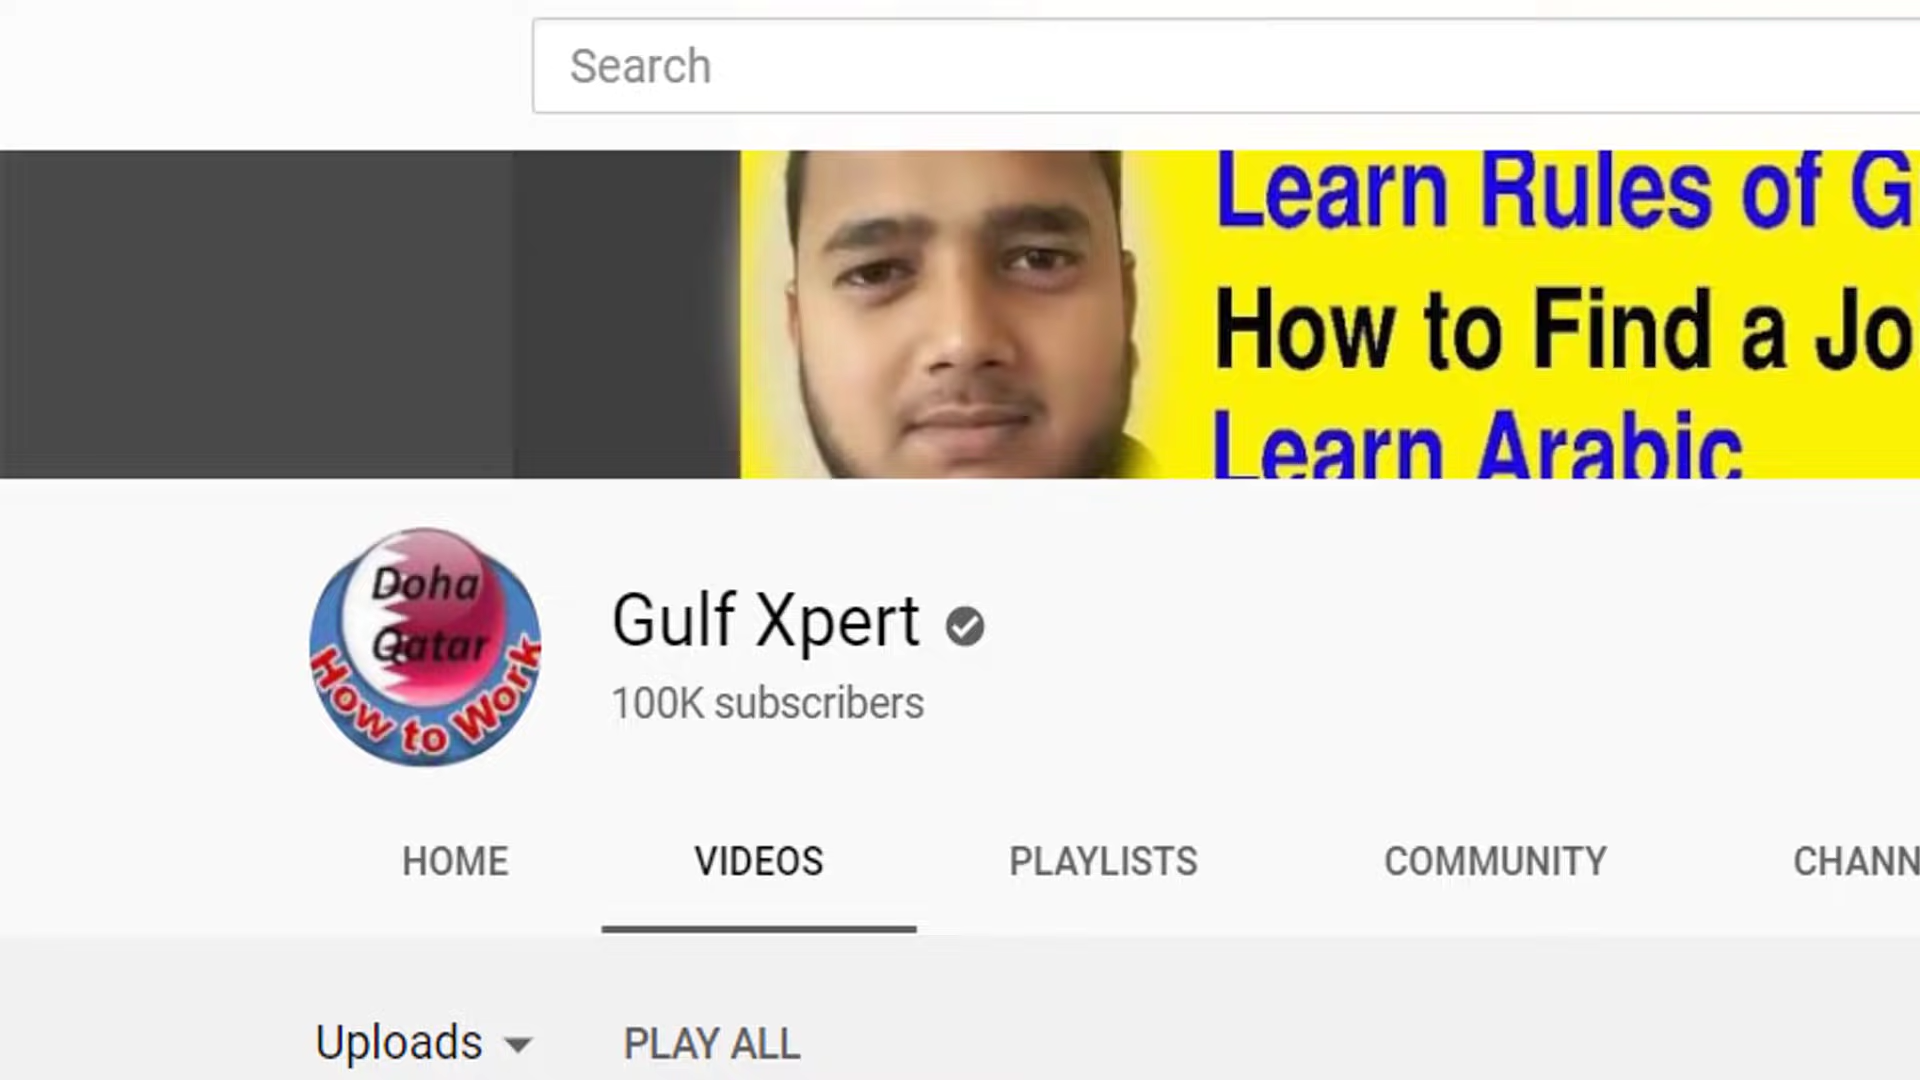 Search
Learn Rules of G
How to Find a Jo
Learn Arabic
Doha
Qatar
How to Work
Gulf Xpert
100K subscribers
HOME VIDEOS PLAYLISTS COMMUNITY CHANN
Uploads PLAY ALL